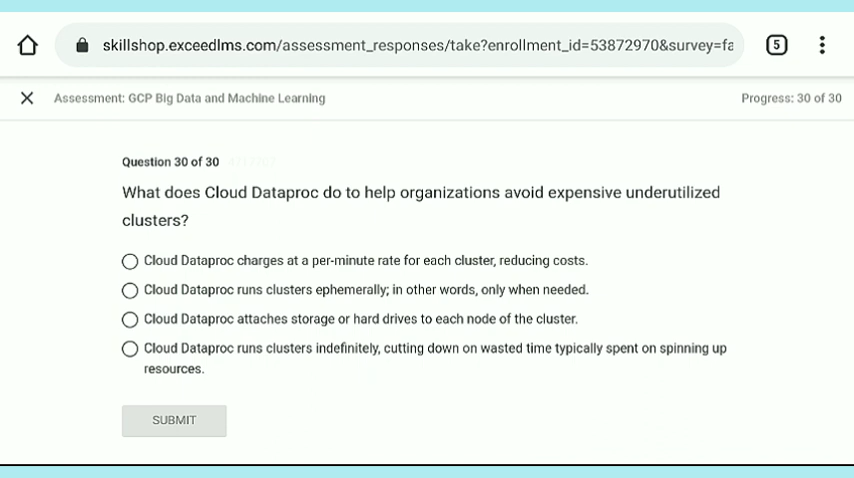 skillshop.exceedlms.com/assessment_responses/take?enrollment_id=53872970&survey=fa
5
Assessment: GCP Big Data and Machine Learning
Progress: 30 of 30
Question 30 of 30
What does Cloud Dataproc do to help organizations avoid expensive underutilized
clusters?
Cloud Dataproc charges at a per-minute rate for each cluster, reducing costs.
Cloud Dataproc runs clusters ephemerally; in other words, only when needed.
Cloud Dataproc attaches storage or hard drives to each node of the cluster.
Cloud Dataproc runs clusters indefinitely, cutting down on wasted time typically spent on spinning up
resources.
SUBMIT